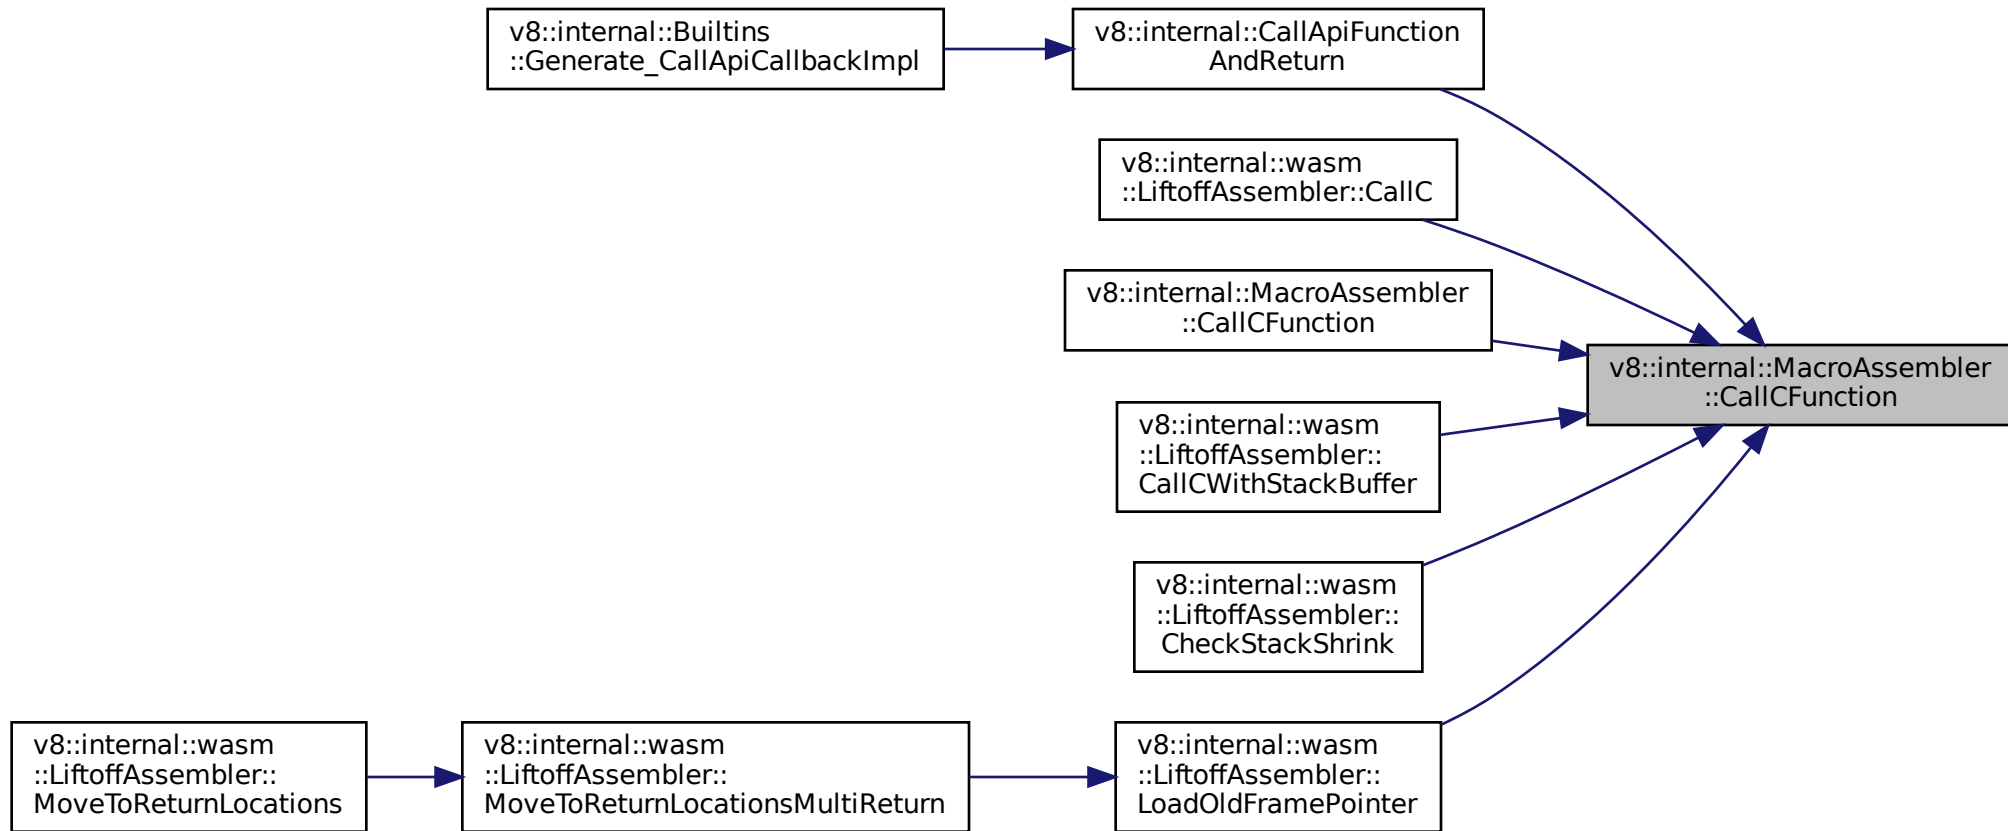 v8::internal::Builtins
::Generate_CallApiCallbackImpl
v8::internal::CallApiFunction
AndReturn
v8::internal::wasm
::LiftoffAssembler::CallC
v8::internal::MacroAssembler
::CallCFunction
v8::internal::MacroAssembler
::CallCFunction
v8::internal::wasm
::LiftoffAssembler::
CallCWithStackBuffer
v8::internal::wasm
::LiftoffAssembler::
CheckStackShrink
v8::internal::wasm
::LiftoffAssembler::
MoveToReturnLocations
v8::internal::wasm
::LiftoffAssembler::
MoveToReturnLocationsMultiReturn
v8::internal::wasm
::LiftoffAssembler::
LoadOldFramePointer